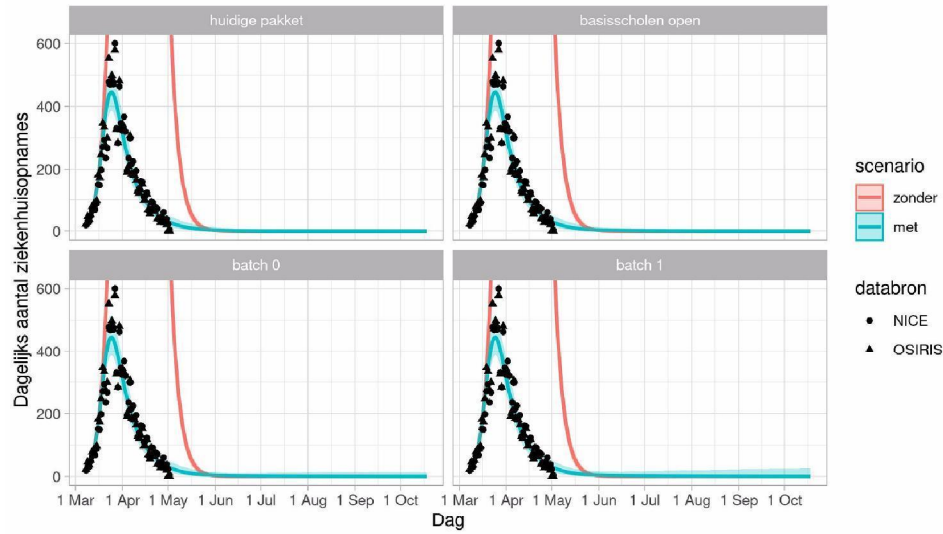 huidige pakket
basisscholen open
600
400
200
0
batch 0
batch 1
600
400
200
0
1 Mar 1 Apr 1 May 1 Jun 1 Jul 1 Aug 1 Sep 1 Oct
1 Mar 1 Apr 1 May 1 Jun 1 Jul 1 Aug 1 Sep 1 Oct
Dag
Dagelijks aantal ziekenhuisopnames
scenario
zonder
met
databron
NICE
OSIRIS